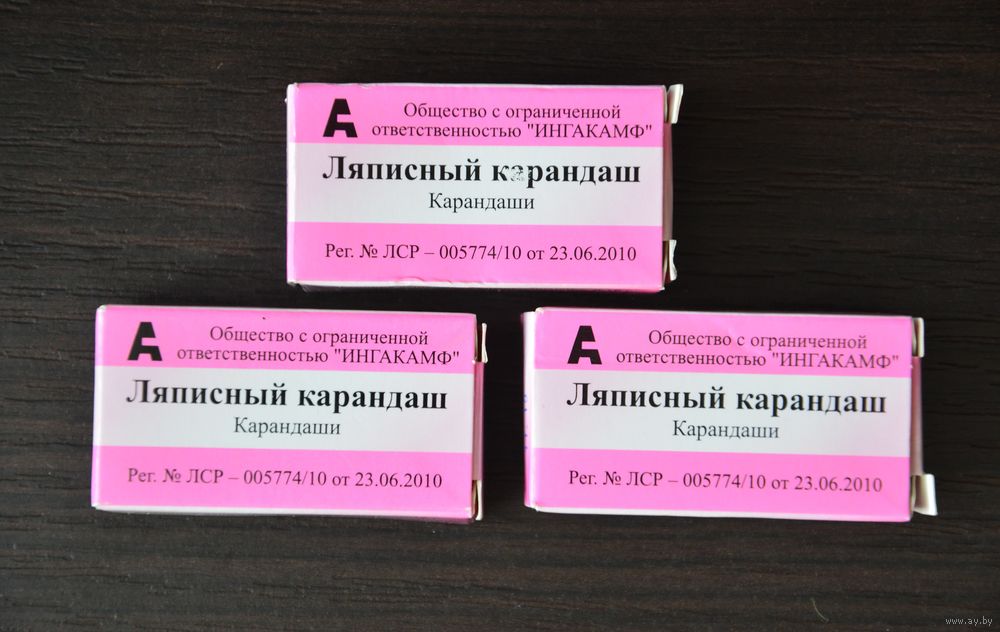 Общество с ограниченной
ответственностью "ИНГАКАМФ"
Ляписный карандаш
Карандаши
Рег. № ЛСР – 005774/10 от 23.06.2010
Общество с ограниченной
ответственностью "ИНГАКАМФ"
Ляписный карандаш
Карандаши
Рег. № ЛСР – 005774/10 от 23.06.2010
Общество с ограниченной
ответственностью "ИНГАКАМФ"
Ляписный карандаш
Карандаши
Рег. № ЛСР – 005774/10 от 23.06.2010
www.ay.by